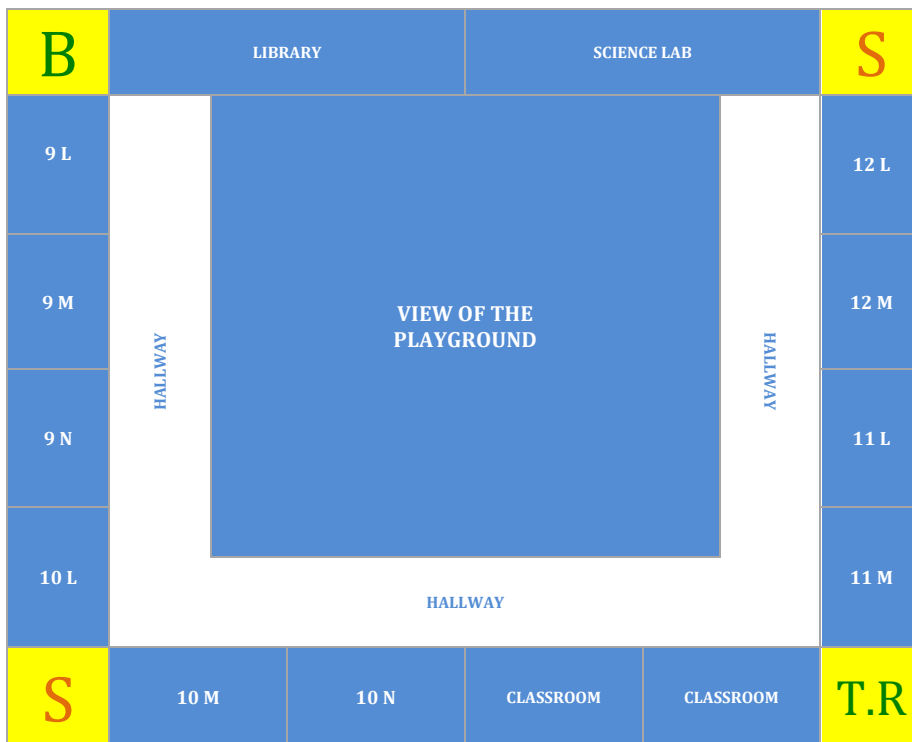 B
LIBRARY
SCIENCE LAB
S
9 L
12 L
9 M
VIEW OF THE
PLAYGROUND
12 M
HALLWAY
HALLWAY
9 N
11 L
10 L
HALLWAY
11 M
S
10 M
10 N
CLASSROOM
CLASSROOM
T.R